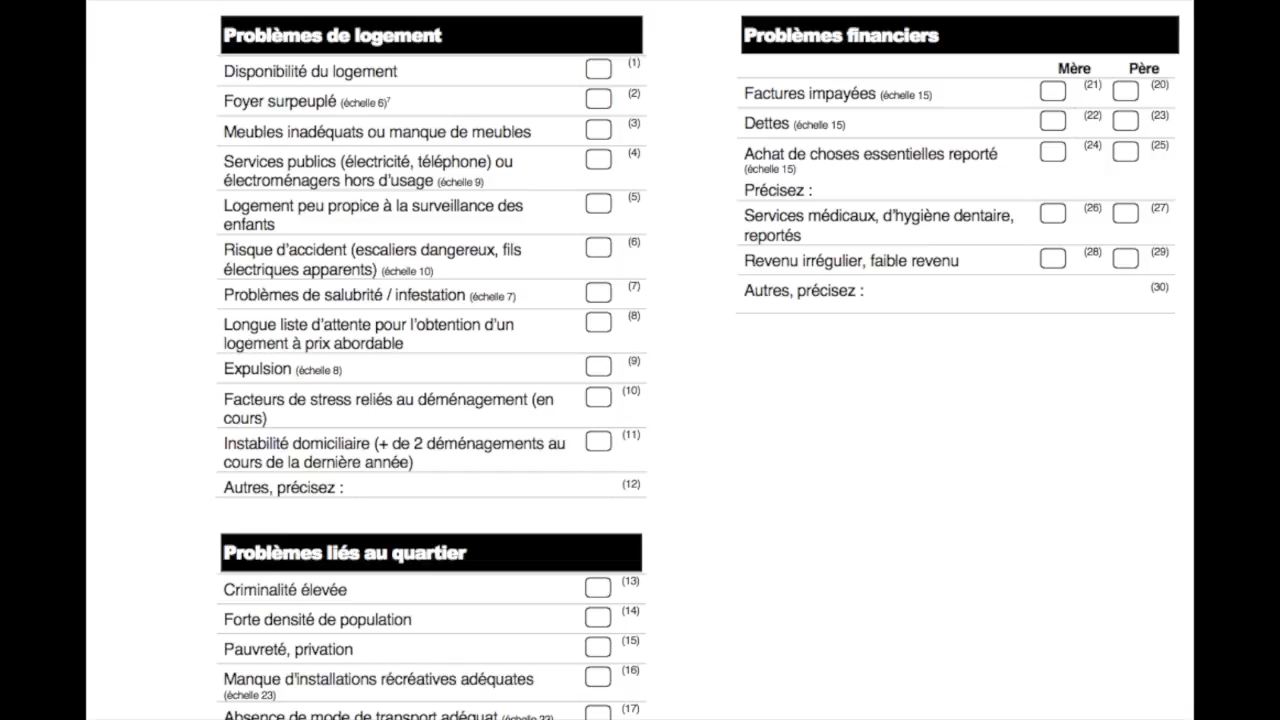 Problèmes de logement
Disponibilité du logement (1)
Foyer surpeuplé (échelle 6)⁷ (2)
Meubles inadéquats ou manque de meubles (3)
Services publics (électricité, téléphone) ou (4)
électroménagers hors d'usage (échelle 9)
Logement peu propice à la surveillance des (5)
enfants
Risque d'accident (escaliers dangereux, fils (6)
électriques apparents) (échelle 10)
Problèmes de salubrité / infestation (échelle 7) (7)
Longue liste d'attente pour l'obtention d'un (8)
logement à prix abordable
Expulsion (échelle 8) (9)
Facteurs de stress reliés au déménagement (en (10)
cours)
Instabilité domiciliaire (+ de 2 déménagements au (11)
cours de la dernière année)
Autres, précisez : (12)
Problèmes liés au quartier
Criminalité élevée (13)
Forte densité de population (14)
Pauvreté, privation (15)
Manque d'installations récréatives adéquates (16)
(échelle 23)
Absence de mode de transport adéquat (échelle 23) (17)
Problèmes financiers
Mère Père
Factures impayées (échelle 15) (21) (20)
Dettes (échelle 15) (22) (23)
Achat de choses essentielles reporté (24) (25)
(échelle 15)
Précisez :
Services médicaux, d'hygiène dentaire, (26) (27)
reportés
Revenu irrégulier, faible revenu (28) (29)
Autres, précisez : (30)